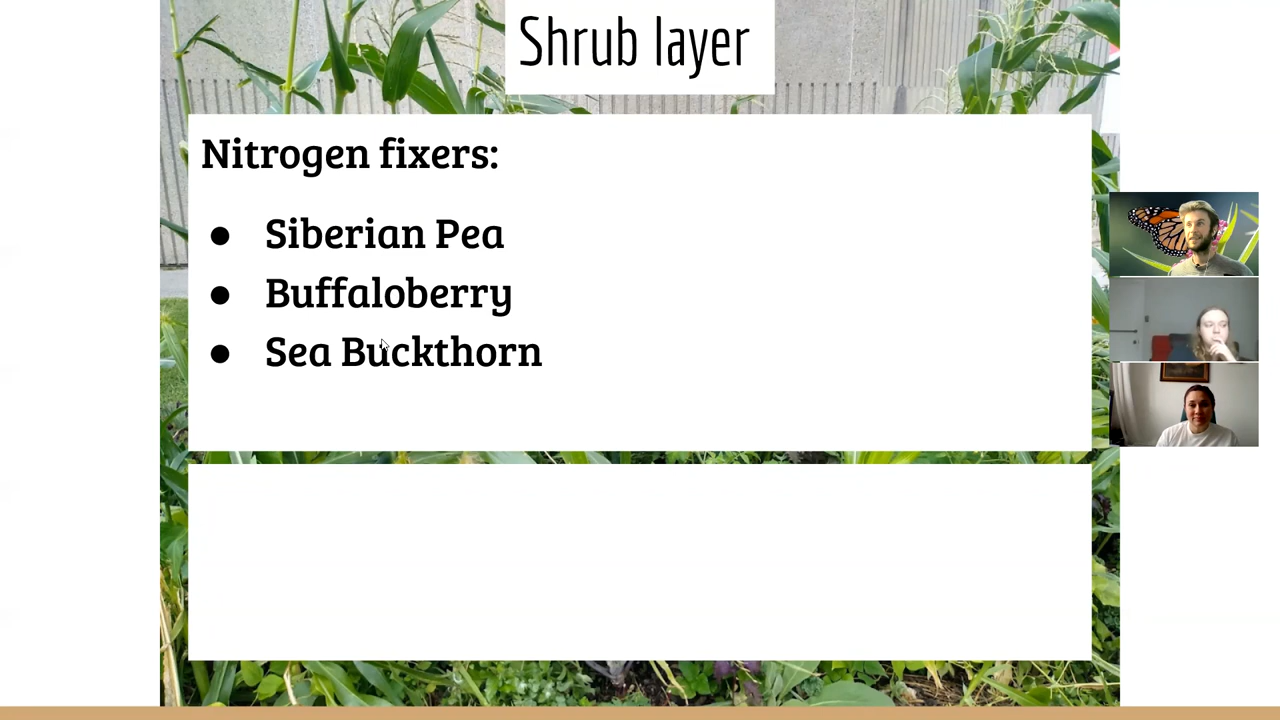 Shrub layer
Nitrogen fixers:
● Siberian Pea
● Buffaloberry
● Sea Buckthorn